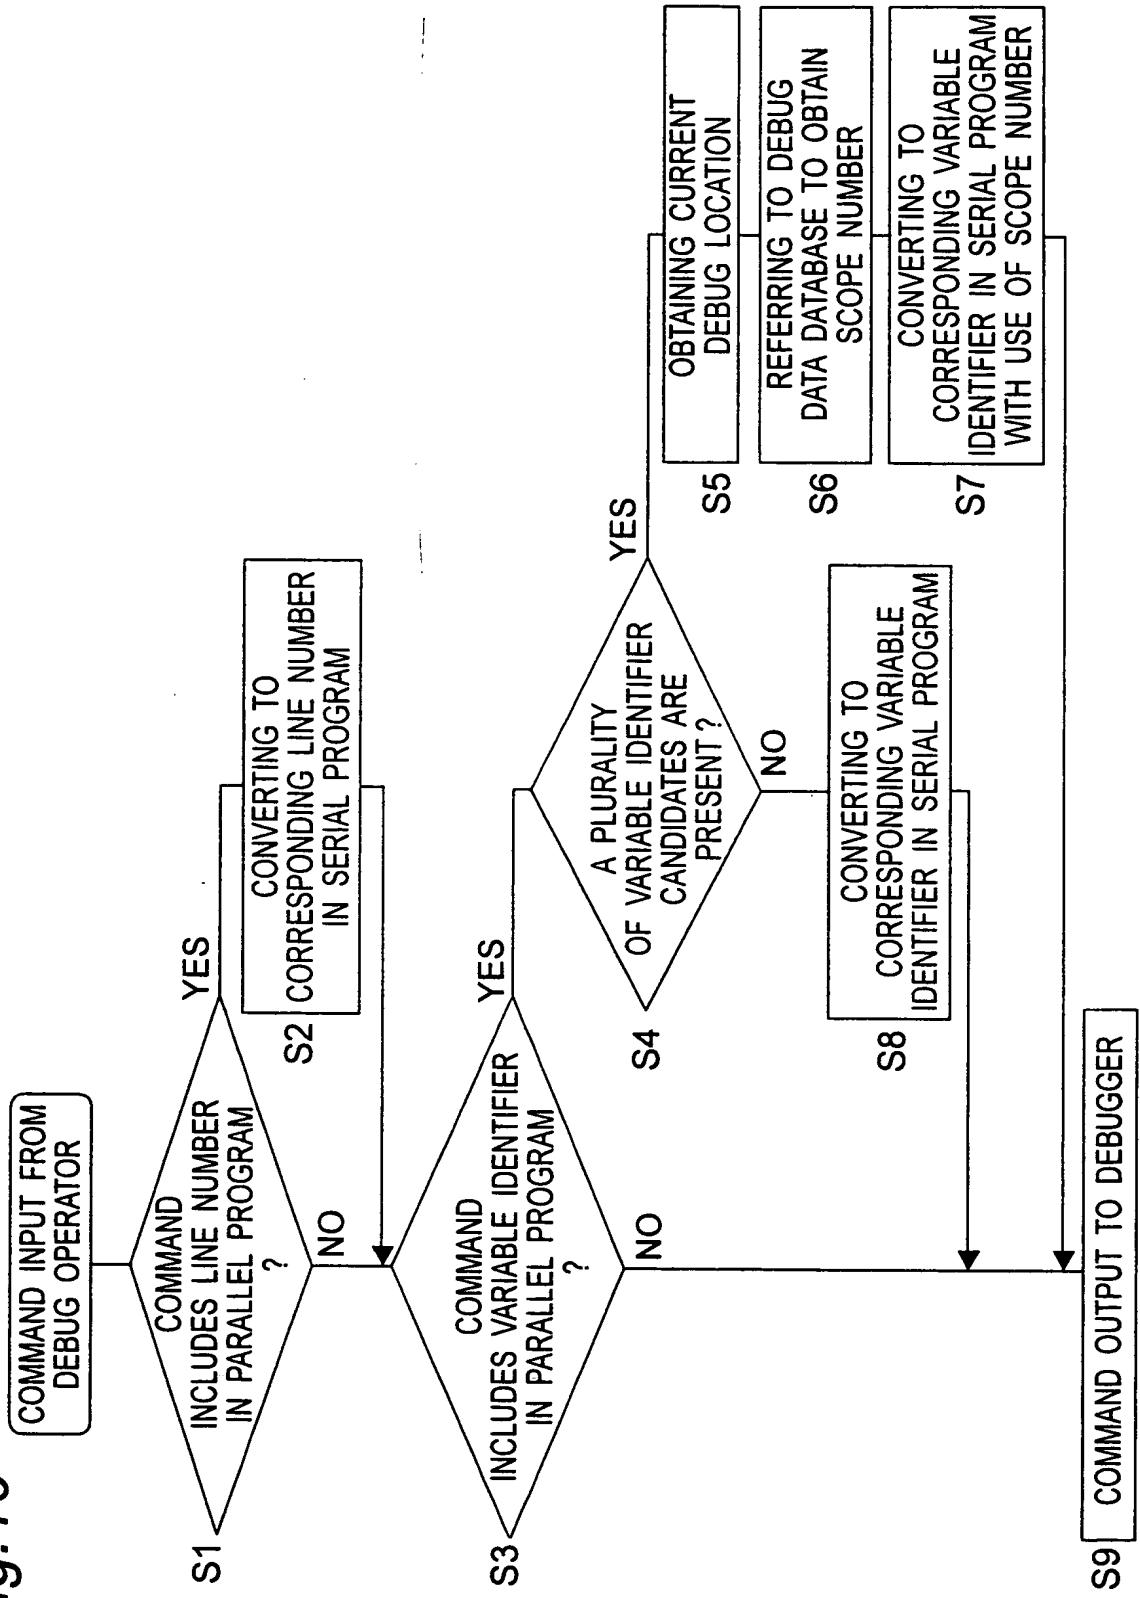 COMMAND INPUT FROM
DEBUG OPERATOR
S1
COMMAND
INCLUDES LINE NUMBER
IN PARALLEL PROGRAM
?
YES
NO
S2
CONVERTING TO
CORRESPONDING LINE NUMBER
IN SERIAL PROGRAM
S3
COMMAND
INCLUDES VARIABLE IDENTIFIER
IN PARALLEL PROGRAM
?
YES
NO
S4
A PLURALITY
OF VARIABLE IDENTIFIER
CANDIDATES ARE
PRESENT ?
YES
NO
S5
OBTAINING CURRENT
DEBUG LOCATION
S6
REFERRING TO DEBUG
DATA DATABASE TO OBTAIN
SCOPE NUMBER
S7
CONVERTING TO
CORRESPONDING VARIABLE
IDENTIFIER IN SERIAL PROGRAM
WITH USE OF SCOPE NUMBER
S8
CONVERTING TO
CORRESPONDING VARIABLE
IDENTIFIER IN SERIAL PROGRAM
S9
COMMAND OUTPUT TO DEBUGGER